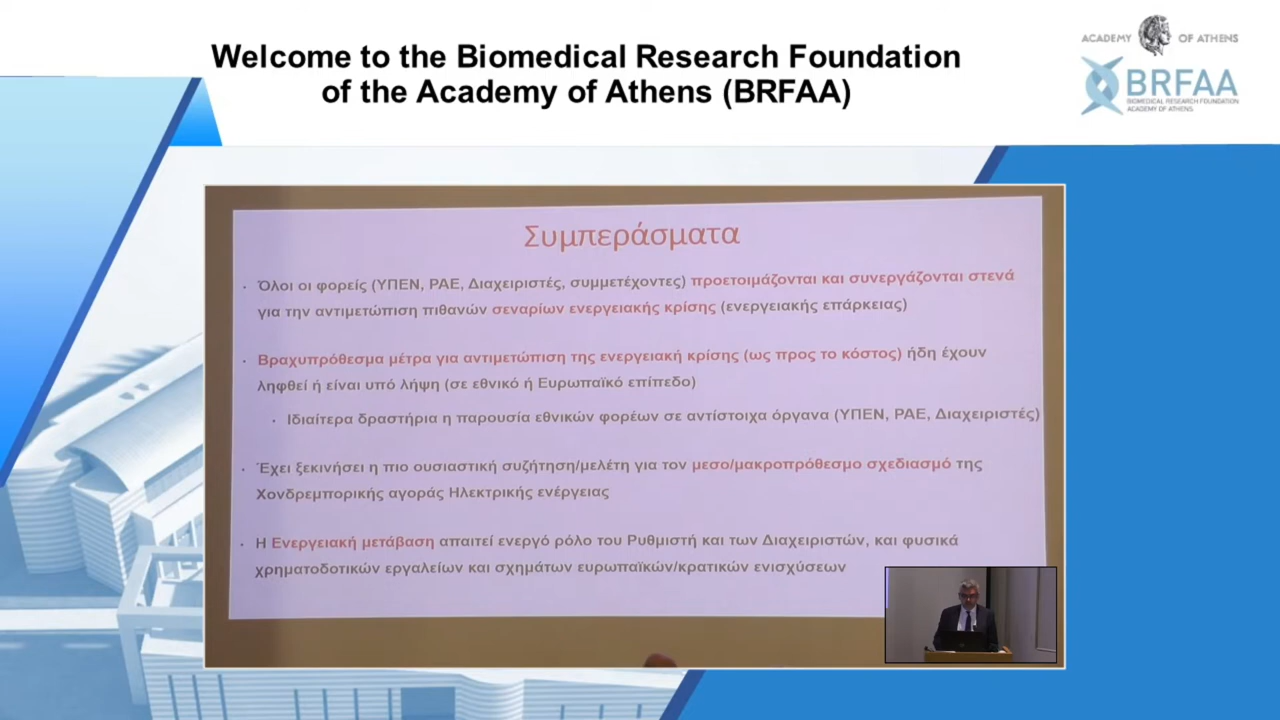 Welcome to the Biomedical Research Foundation
of the Academy of Athens (BRFAA)
ACADEMY OF ATHENS
BRFAA
BIOMEDICAL RESEARCH FOUNDATION
ACADEMY OF ATHENS
Συμπεράσματα
· Όλοι οι φορείς (ΥΠΕΝ, ΡΑΕ, Διαχειριστές, συμμετέχοντες) προετοιμάζονται και συνεργάζονται στενά
για την αντιμετώπιση πιθανών σεναρίων ενεργειακής κρίσης (ενεργειακής επάρκειας)
· Βραχυπρόθεσμα μέτρα για αντιμετώπιση της ενεργειακή κρίσης (ως προς το κόστος) ήδη έχουν
ληφθεί ή είναι υπό λήψη (σε εθνικό ή Ευρωπαϊκό επίπεδο)
· Ιδιαίτερα δραστήρια η παρουσία εθνικών φορέων σε αντίστοιχα όργανα (ΥΠΕΝ, ΡΑΕ, Διαχειριστές)
· Έχει ξεκινήσει η πιο ουσιαστική συζήτηση/μελέτη για τον μεσο/μακροπρόθεσμο σχεδιασμό της
Χονδρεμπορικής αγοράς Ηλεκτρικής ενέργειας
· Η Ενεργειακή μετάβαση απαιτεί ενεργό ρόλο του Ρυθμιστή και των Διαχειριστών, και φυσικά
χρηματοδοτικών εργαλείων και σχημάτων ευρωπαϊκών/κρατικών ενισχύσεων